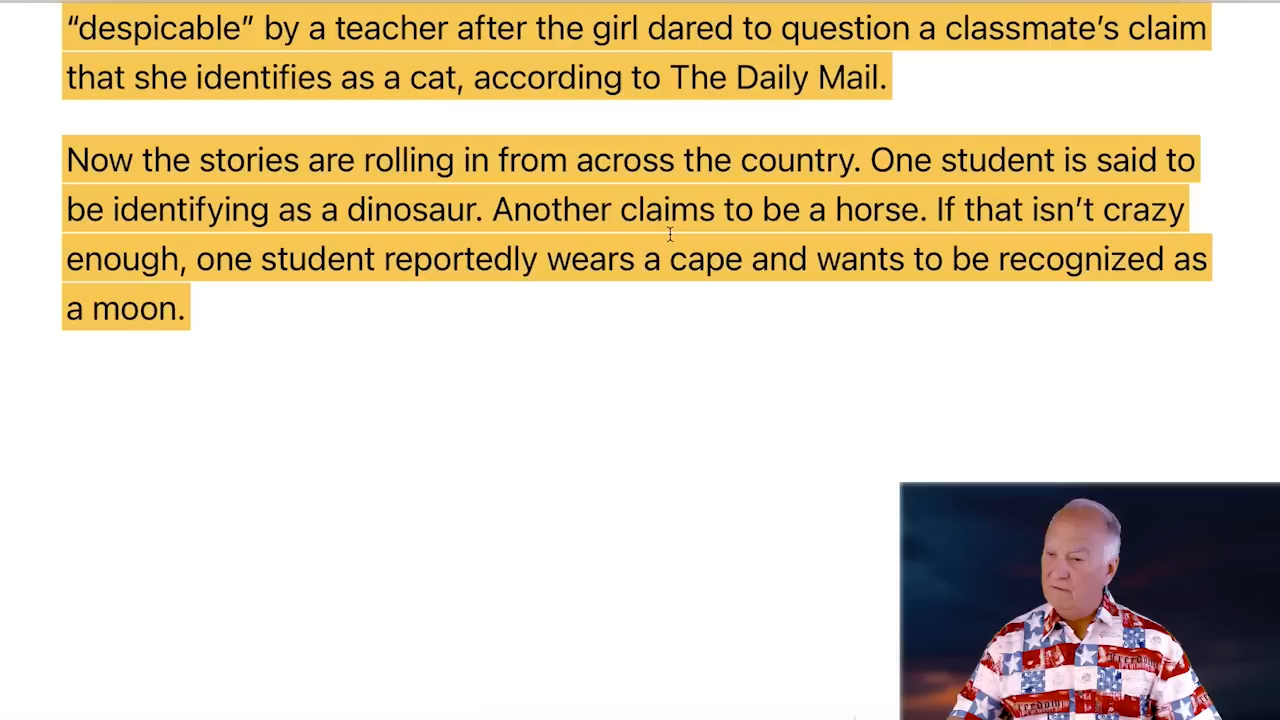 “despicable” by a teacher after the girl dared to question a classmate’s claim
that she identifies as a cat, according to The Daily Mail.
Now the stories are rolling in from across the country. One student is said to
be identifying as a dinosaur. Another claims to be a horse. If that isn’t crazy
enough, one student reportedly wears a cape and wants to be recognized as
a moon.